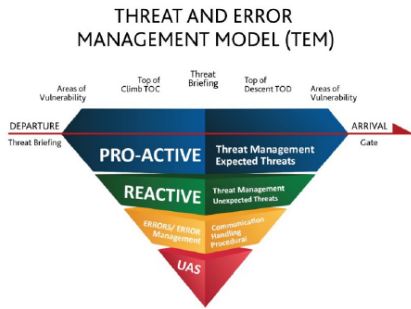 THREAT AND ERROR
MANAGEMENT MODEL (TEM)
Areas of
Vulnerability
Top of
Climb TOC
Threat
Briefing
Top of
Descent TOD
Areas of
Vulnerability
DEPARTURE
ARRIVAL
Threat Briefing
Gate
PRO-ACTIVE
Threat Management
Expected Threats
REACTIVE
Threat Management
Unexpected Threats
ERRORS/ ERROR
Management
Communication
Handling
Procedural
UAS